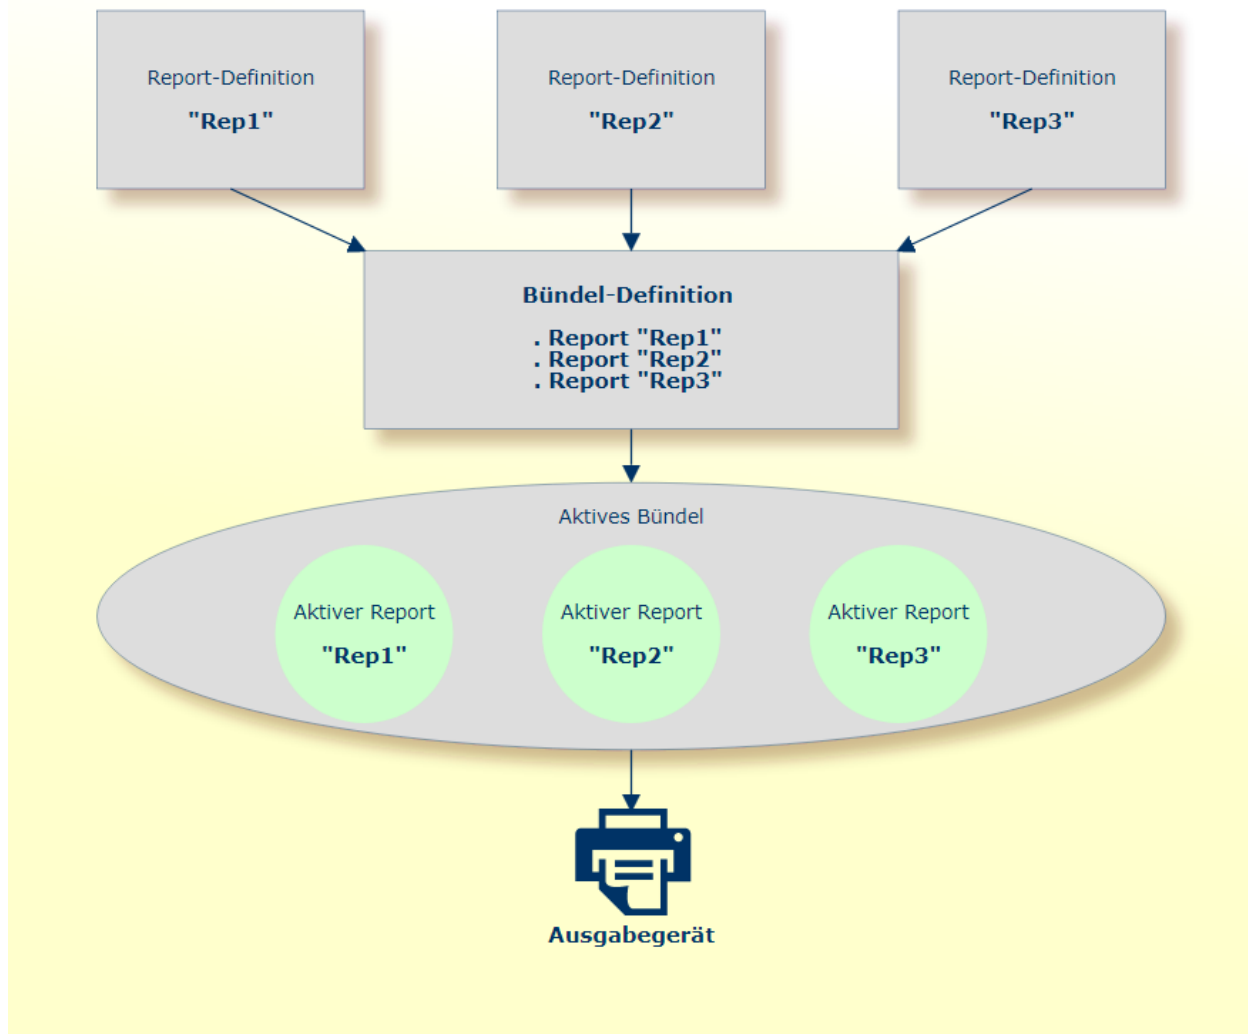 Report-Definition
"Rep1"
Report-Definition
"Rep2"
Report-Definition
"Rep3"
Bündel-Definition
. Report "Rep1"
. Report "Rep2"
. Report "Rep3"
Aktives Bündel
Aktiver Report
"Rep1"
Aktiver Report
"Rep2"
Aktiver Report
"Rep3"
Ausgabegerät